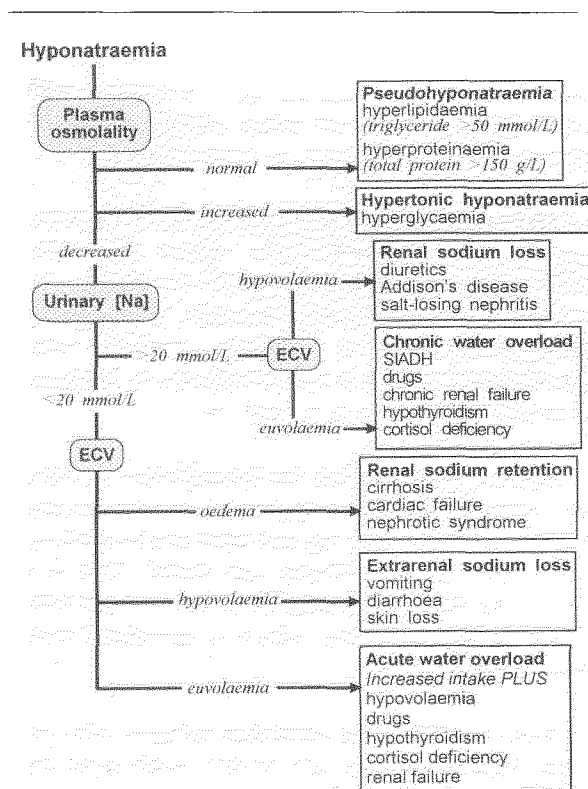 Hyponatraemia
Plasma
osmolality
Pseudohyponatraemia
hyperlipidaemia
(triglyceride >50 mmol/L)
hyperproteinaemia
(total protein >150 g/L)
normal
Hypertonic hyponatraemia
hyperglycaemia
increased
decreased
Urinary [Na]
Renal sodium loss
diuretics
Addison's disease
salt-losing nephritis
hypovolaemia
>20 mmol/L
ECV
Chronic water overload
SIADH
drugs
chronic renal failure
hypothyroidism
cortisol deficiency
euvolaemia
<20 mmol/L
ECV
Renal sodium retention
cirrhosis
cardiac failure
nephrotic syndrome
oedema
Extrarenal sodium loss
vomiting
diarrhoea
skin loss
hypovolaemia
Acute water overload
Increased intake PLUS
hypovolaemia
drugs
hypothyroidism
cortisol deficiency
renal failure
euvolaemia